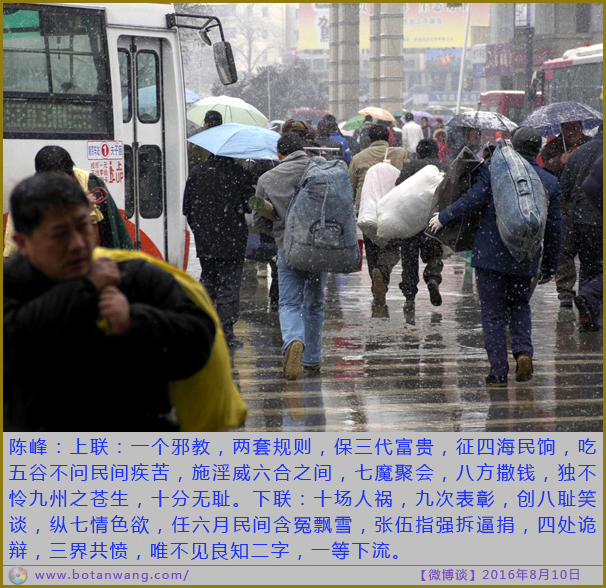 上车
投一元
1
陈峰：上联：一个邪教，两套规则，保三代富贵，征四海民饷，吃
五谷不问民间疾苦，施淫威六合之间，七魔聚会，八方撒钱，独不
怜九州之苍生，十分无耻。下联：十场人祸，九次表彰，创八耻笑
谈，纵七情色欲，任六月民间含冤飘雪，张伍指强拆逼捐，四处诡
辩，三界共愤，唯不见良知二字，一等下流。
www.botanwang.com/ 【微博谈】2016年8月10日